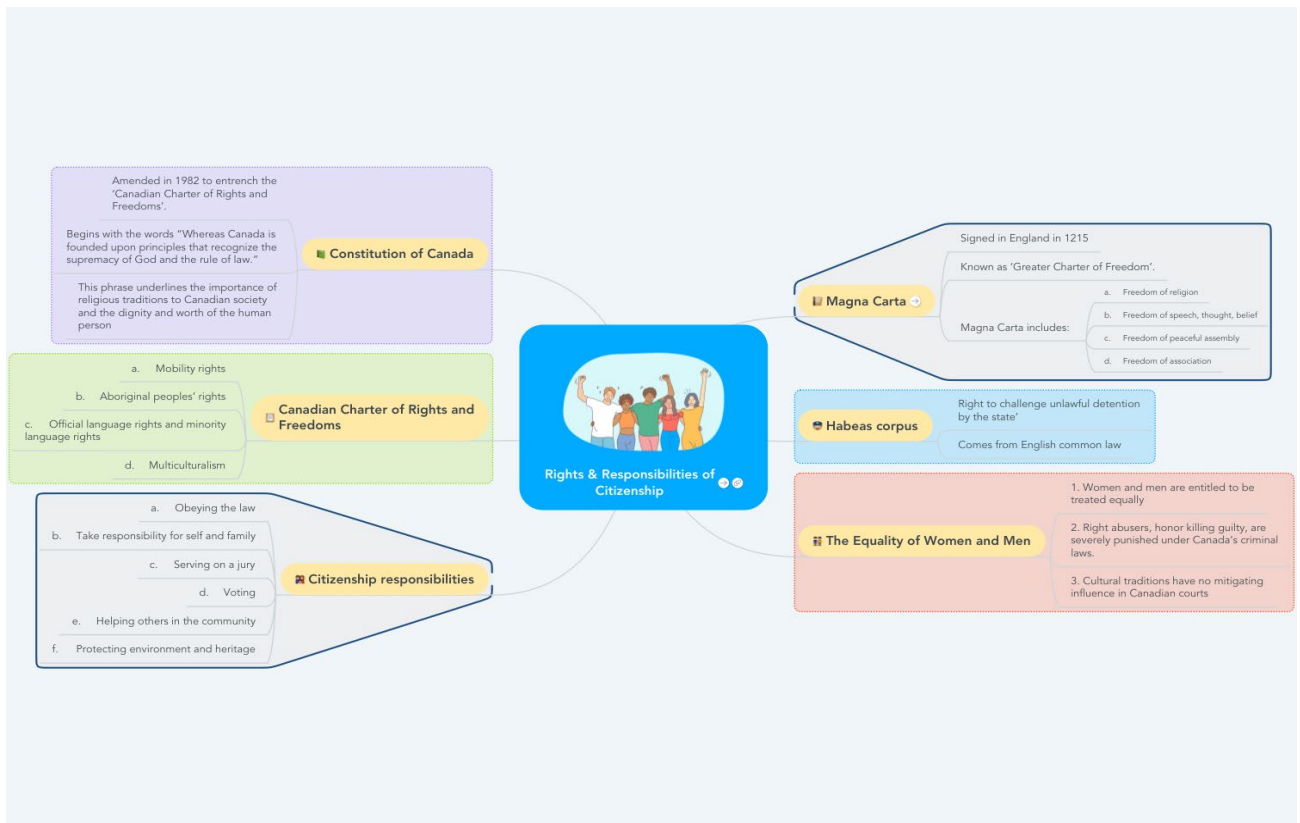 Amended in 1982 to entrench the
'Canadian Charter of Rights and
Freedoms'.
Begins with the words “Whereas Canada is
founded upon principles that recognize the
supremacy of God and the rule of law.”
This phrase underlines the importance of
religious traditions to Canadian society
and the dignity and worth of the human
person
Constitution of Canada
a. Mobility rights
b. Aboriginal peoples’ rights
c. Official language rights and minority
language rights
d. Multiculturalism
Canadian Charter of Rights and
Freedoms
a. Obeying the law
b. Take responsibility for self and family
c. Serving on a jury
d. Voting
e. Helping others in the community
f. Protecting environment and heritage
Citizenship responsibilities
Rights & Responsibilities of
Citizenship
Magna Carta
Signed in England in 1215
Known as ‘Greater Charter of Freedom’.
Magna Carta includes:
a. Freedom of religion
b. Freedom of speech, thought, belief
c. Freedom of peaceful assembly
d. Freedom of association
Habeas corpus
Right to challenge unlawful detention
by the state’
Comes from English common law
The Equality of Women and Men
1. Women and men are entitled to be
treated equally
2. Right abusers, honor killing guilty, are
severely punished under Canada’s criminal
laws.
3. Cultural traditions have no mitigating
influence in Canadian courts